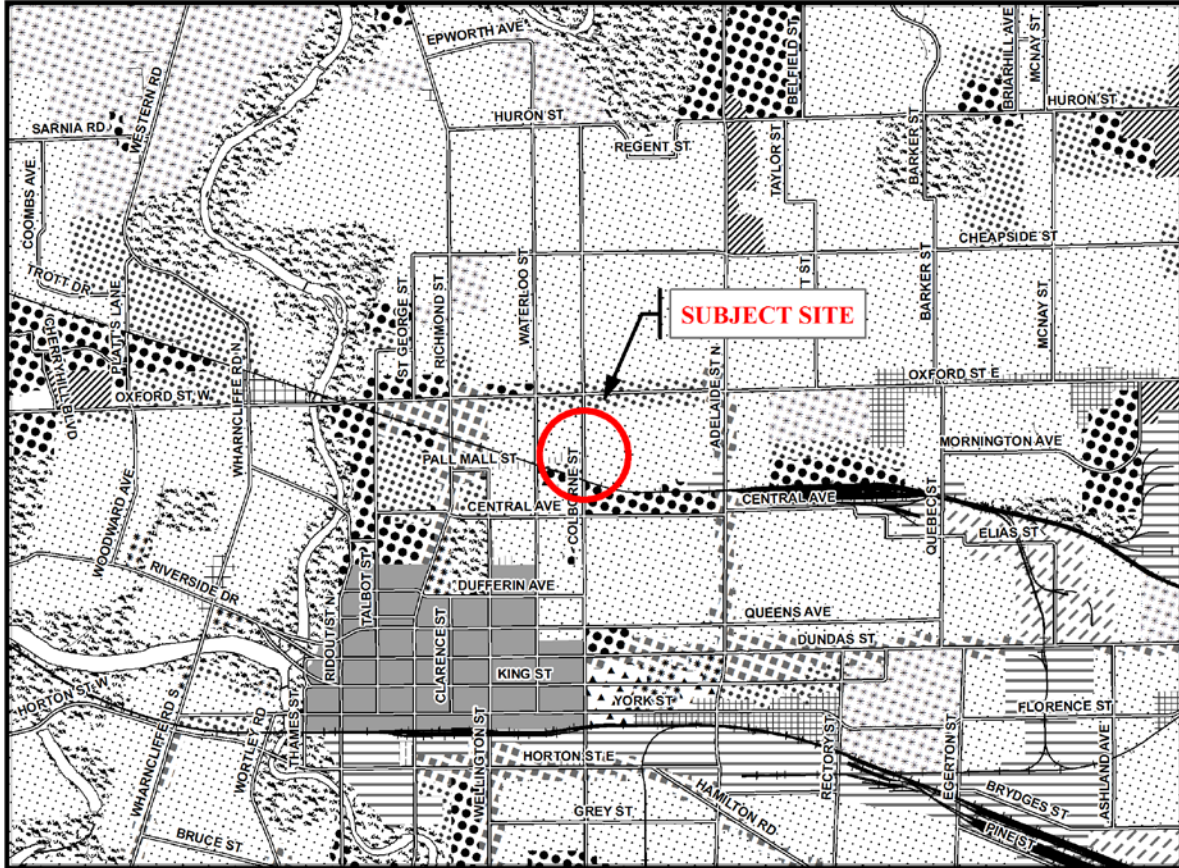 EPWORTH AVE
BELFIELD ST
BRIARHILL AVE
MCNAY ST
WESTERN RD
SARNIA RD
HURON ST
HURON ST
REGENT ST
TAYLOR ST
BARKER ST
COOMBS AVE.
CHEAPSIDE ST
TROTT DR
PLATT'S LANE
ST GEORGE ST
RICHMOND ST
WATERLOO ST
SUBJECT SITE
T ST
BARKER ST
MCNAY ST
CHERRYHILL BLVD
WHARNCLIFFE RD N
OXFORD ST W
OXFORD ST E
ADELAIDE ST N
PALL MALL ST
COLBORNE ST
MORNINGTON AVE
WOODWARD AVE
CENTRAL AVE
CENTRAL AVE
QUEBEC ST
ELIAS ST
RIVERSIDE DR
TALBOT ST
DUFFERIN AVE
QUEENS AVE
DUNDAS ST
RIDOUT ST N
CLARENCE ST
KING ST
YORK ST
FLORENCE ST
HORTON ST W
WHARNCLIFFE RD S
WORTLEY RD
THAMES ST
WELLINGTON ST
HORTON ST E
RECTORY ST
EGERTON ST
ASHLAND AVE
BRUCE ST
GREY ST
HAMILTON RD
BRYDGES ST
PINE ST